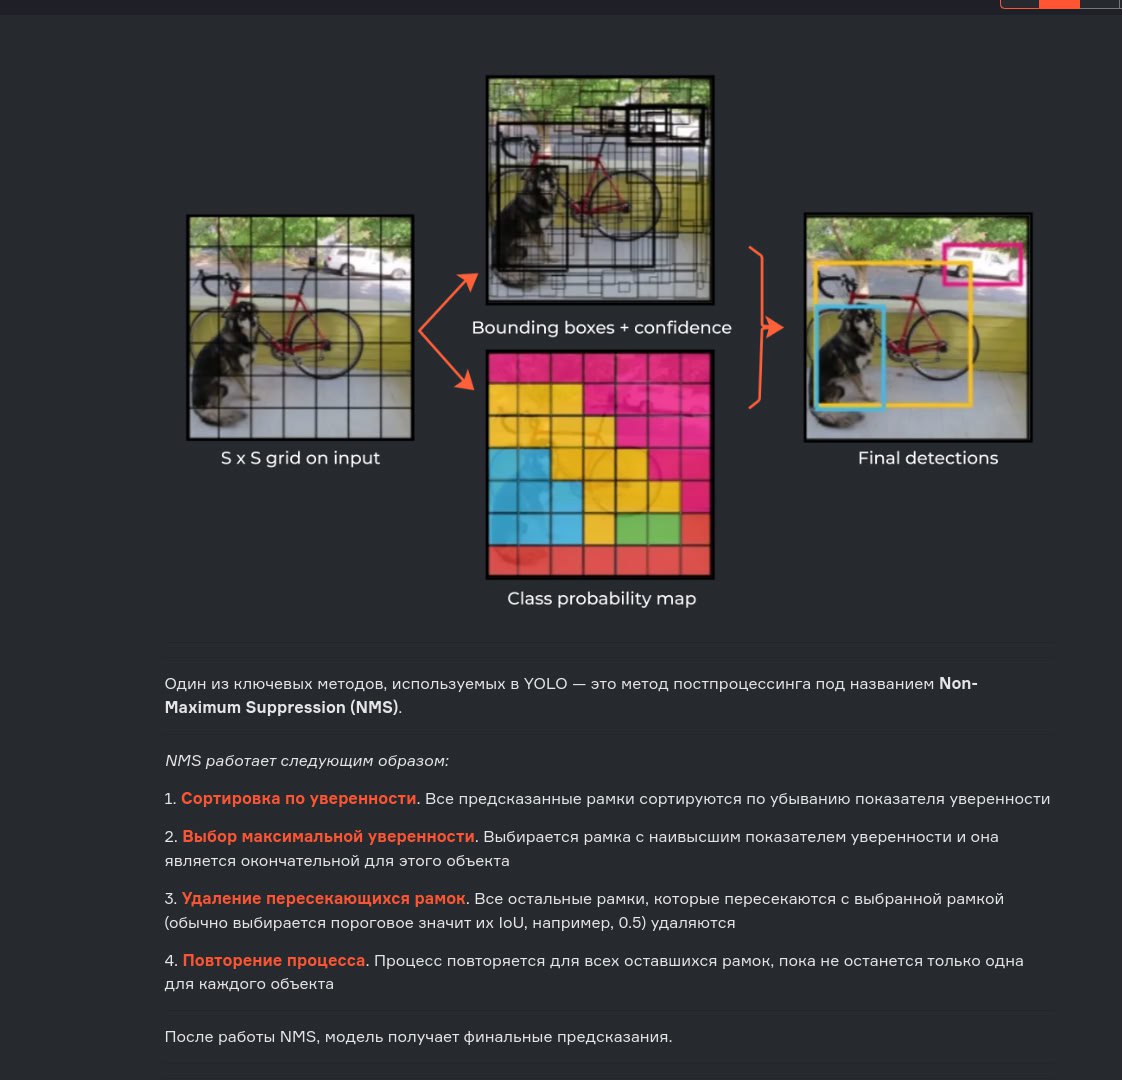 Bounding boxes + confidence
S x S grid on input
Final detections
Class probability map
Один из ключевых методов, используемых в YOLO — это метод постпроцессинга под названием Non-
Maximum Suppression (NMS).
NMS работает следующим образом:
1. Сортировка по уверенности. Все предсказанные рамки сортируются по убыванию показателя уверенности
2. Выбор максимальной уверенности. Выбирается рамка с наивысшим показателем уверенности и она
является окончательной для этого объекта
3. Удаление пересекающихся рамок. Все остальные рамки, которые пересекаются с выбранной рамкой
(обычно выбирается пороговое значит их IoU, например, 0.5) удаляются
4. Повторение процесса. Процесс повторяется для всех оставшихся рамок, пока не останется только одна
для каждого объекта
После работы NMS, модель получает финальные предсказания.